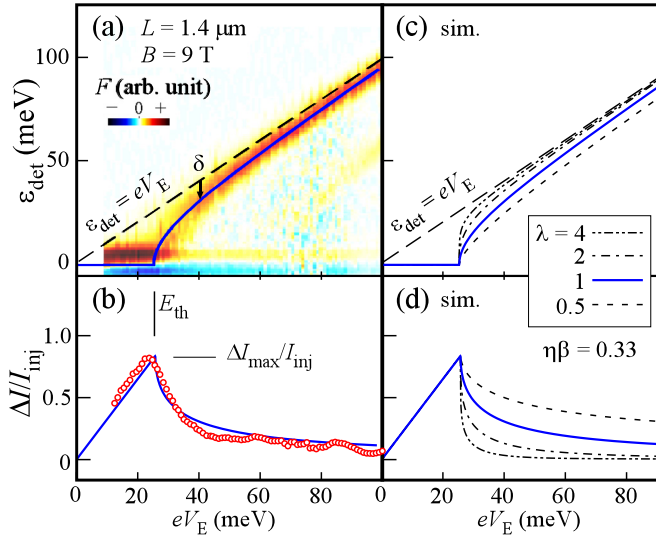 (a)
L = 1.4 μm
B = 9 T
F (arb. unit)
− 0 +
100
50
0
ε_det (meV)
δ
ε_det = eV_E
(c) sim.
ε_det = eV_E
λ = 4
2
1
0.5
(b)
E_th
ΔI_max/I_inj
1.0
0.5
0
ΔI/I_inj
0 20 40 60 80 0
eV_E (meV)
(d) sim.
ηβ = 0.33
20 40 60 80
eV_E (meV)